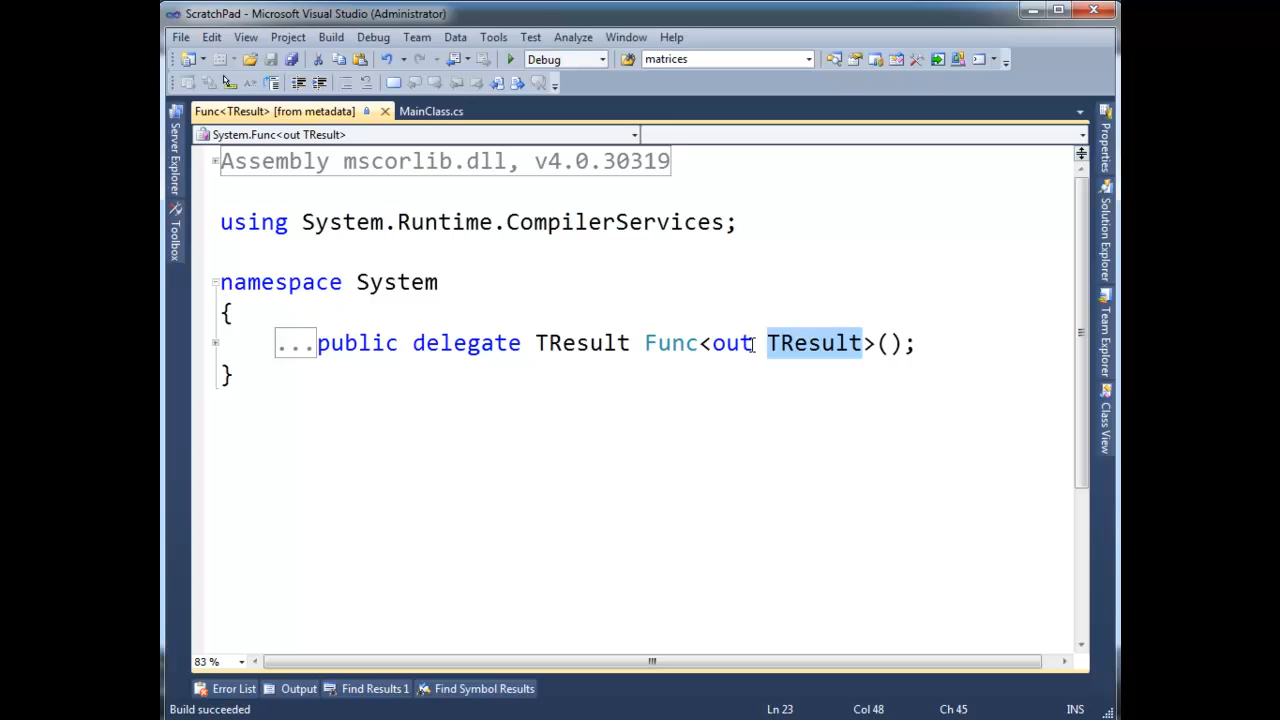 ScratchPad - Microsoft Visual Studio (Administrator)
File Edit View Project Build Debug Team Data Tools Test Analyze Window Help
Debug matrices
Func<TResult> [from metadata] MainClass.cs
System.Func<out TResult>
Assembly mscorlib.dll, v4.0.30319
using System.Runtime.CompilerServices;
namespace System
{
...public delegate TResult Func<out TResult>();
}
83 %
Error List Output Find Results 1 Find Symbol Results
Build succeeded Ln 23 Col 48 Ch 45 INS
Server Explorer
Toolbox
Properties
Solution Explorer
Team Explorer
Class View